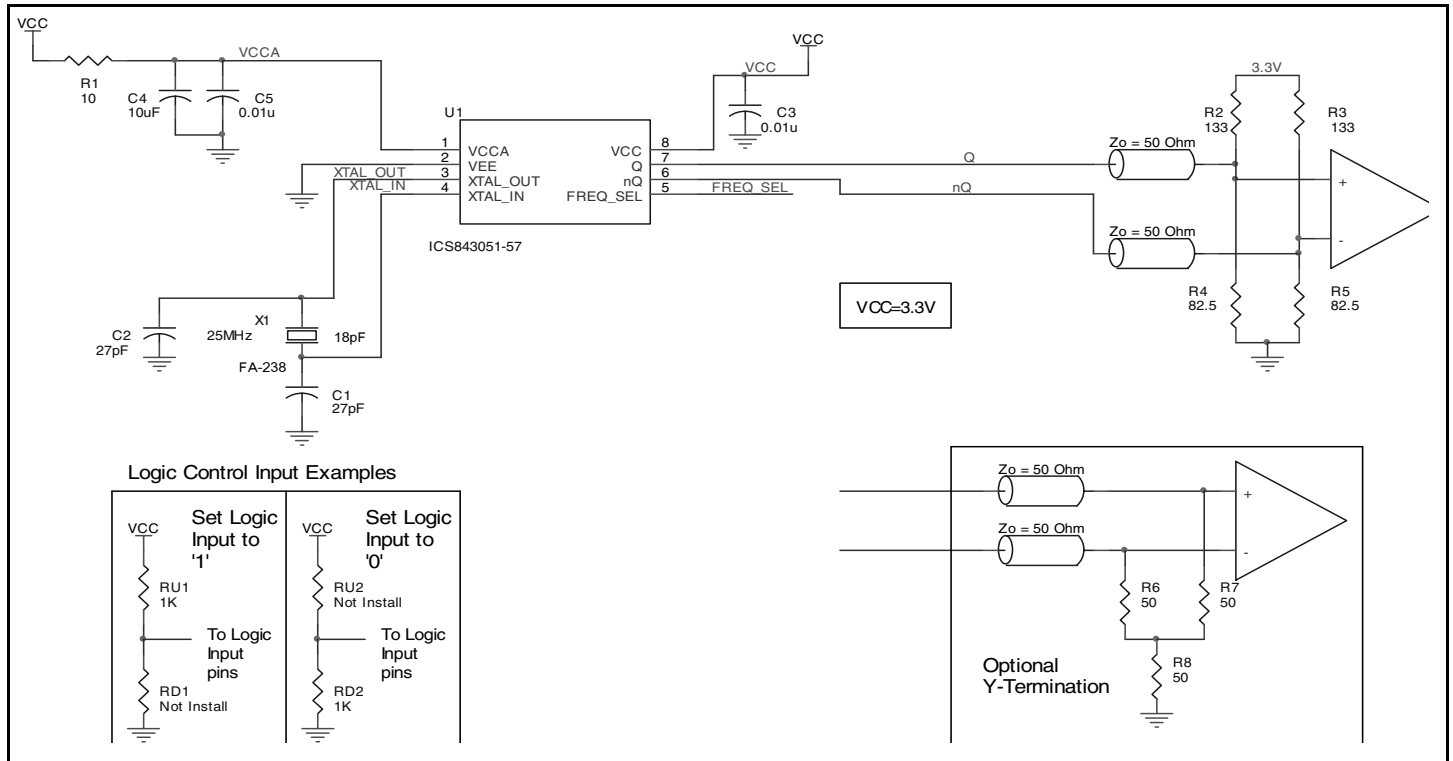 VCC
R1
10
VCCA
C4
10uF
C5
0.01u
U1
1
2
3
4
VCCA
VEE
XTAL_OUT
XTAL_IN
VCC
Q
nQ
FREQ_SEL
8
7
6
5
XTAL_OUT
XTAL_IN
ICS843051-57
VCC
VCC
C3
0.01u
FREQ_SEL
Q
nQ
Zo = 50 Ohm
Zo = 50 Ohm
3.3V
R2
133
R3
133
+
-
R4
82.5
R5
82.5
VCC=3.3V
C2
27pF
X1
25MHz
18pF
FA-238
C1
27pF
Logic Control Input Examples
Set Logic
Input to
'1'
VCC
RU1
1K
To Logic
Input
pins
RD1
Not Install
Set Logic
Input to
'0'
VCC
RU2
Not Install
To Logic
Input
pins
RD2
1K
Zo = 50 Ohm
Zo = 50 Ohm
+
-
R6
50
R7
50
R8
50
Optional
Y-Termination